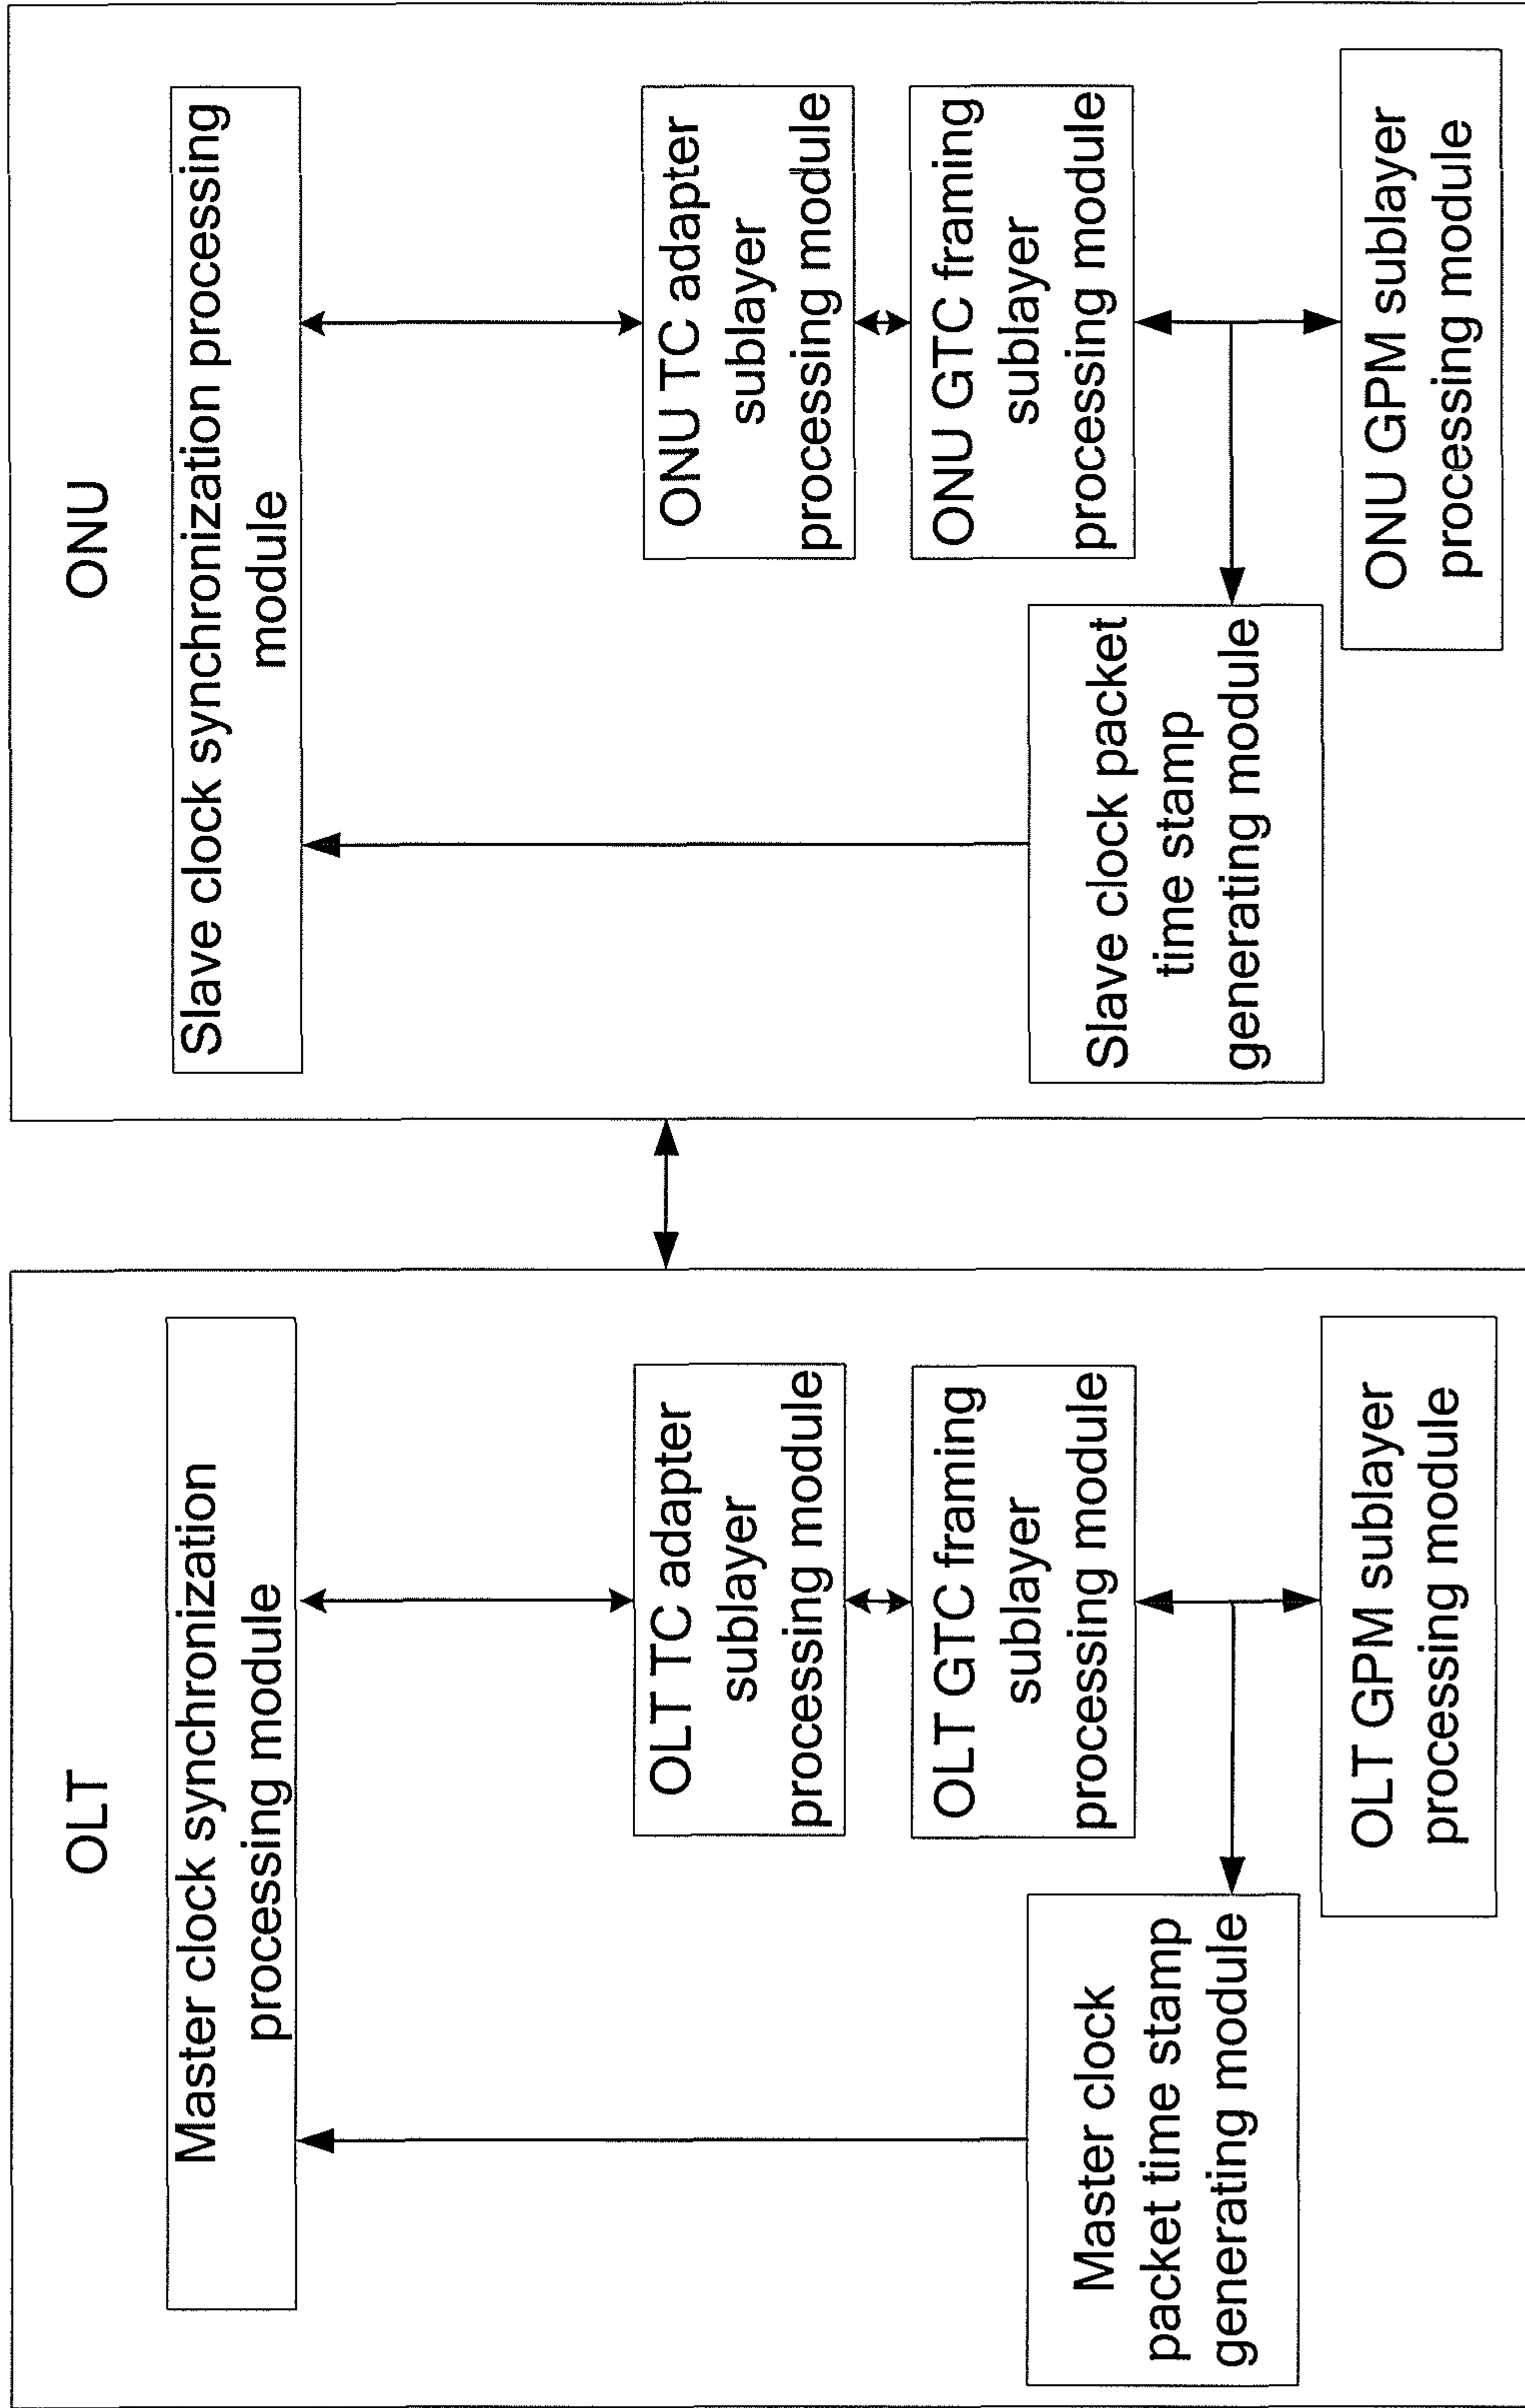 OLT
Master clock synchronization
processing module
OLT TC adapter
sublayer
processing module
OLT GTC framing
sublayer
processing module
Master clock
packet time stamp
generating module
OLT GPM sublayer
processing module
ONU
Slave clock synchronization processing
module
ONU TC adapter
sublayer
processing module
ONU GTC framing
sublayer
processing module
Slave clock packet
time stamp
generating module
ONU GPM sublayer
processing module